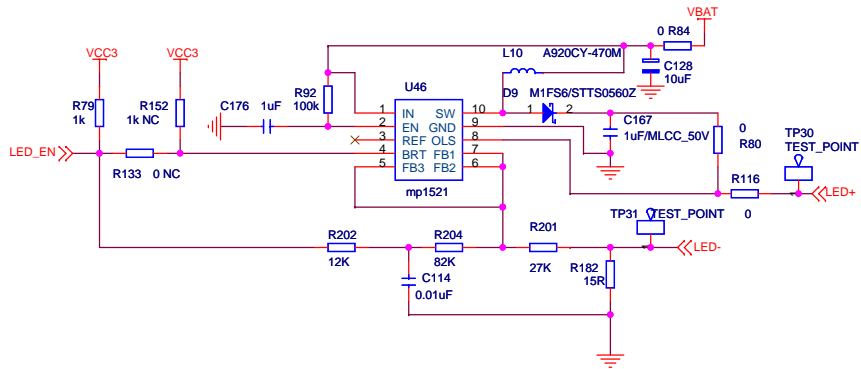 VBAT
0 R84
L10 A920CY-470M
VCC3 VCC3
C128
10uF
U46
R92
100k
D9 M1FS6/STTS0560Z
R79
1k
R152
1k NC
C176 1uF
1 IN SW 10
2 EN GND 9
3 REF OLS 8
4 BRT FB1 7
5 FB3 FB2 6
mp1521
1 2
C167
1uF/MLCC_50V
0
R80
TP30
TEST_POINT
LED_EN
R133 0 NC
R116
0
LED+
TP31 TEST_POINT
R202
12K
R204
82K
R201
27K
LED-
C114
0.01uF
R182
15R